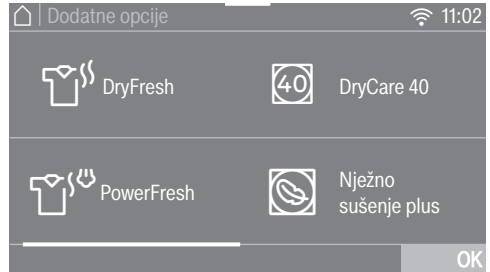 Dodatne opcije 11:02
DryFresh
40 DryCare 40
PowerFresh
Nježno
sušenje plus
OK